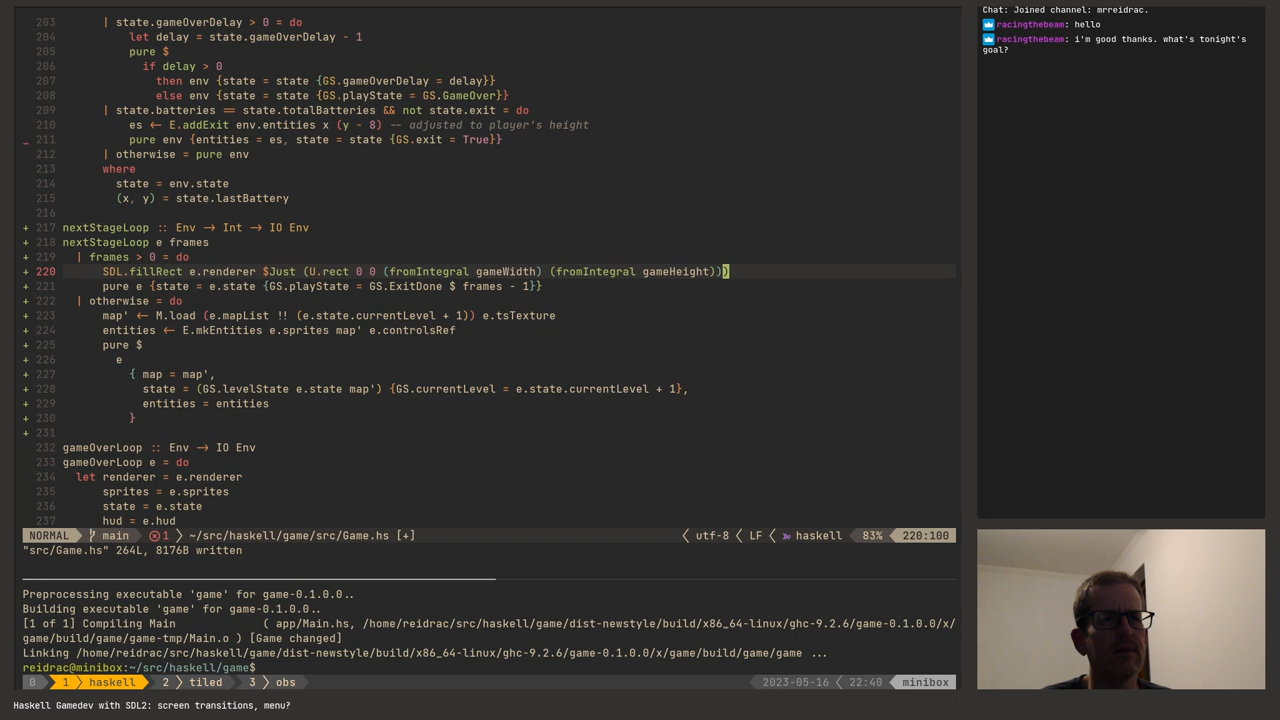 203 | state.gameOverDelay > 0 = do
204 let delay = state.gameOverDelay - 1
205 pure $
206 if delay > 0
207 then env {state = state {GS.gameOverDelay = delay}}
208 else env {state = state {GS.playState = GS.GameOver}}
209 | state.batteries == state.totalBatteries && not state.exit = do
210 es <- E.addExit env.entities x (y - 8) -- adjusted to player's height
_ 211 pure env {entities = es, state = state {GS.exit = True}}
212 | otherwise = pure env
213 where
214 state = env.state
215 (x, y) = state.lastBattery
216
+ 217 nextStageLoop :: Env -> Int -> IO Env
+ 218 nextStageLoop e frames
+ 219 | frames > 0 = do
+ 220 SDL.fillRect e.renderer $Just (U.rect 0 0 (fromIntegral gameWidth) (fromIntegral gameHeight)))
+ 221 pure e {state = e.state {GS.playState = GS.ExitDone $ frames - 1}}
+ 222 | otherwise = do
+ 223 map' <- M.load (e.mapList !! (e.state.currentLevel + 1)) e.tsTexture
+ 224 entities <- E.mkEntities e.sprites map' e.controlsRef
+ 225 pure $
+ 226 e
+ 227 { map = map',
+ 228 state = (GS.levelState e.state map') {GS.currentLevel = e.state.currentLevel + 1},
+ 229 entities = entities
+ 230 }
+ 231
232 gameOverLoop :: Env -> IO Env
233 gameOverLoop e = do
234 let renderer = e.renderer
235 sprites = e.sprites
236 state = e.state
237 hud = e.hud
NORMAL main 1 ~/src/haskell/game/src/Game.hs [+] utf-8 LF haskell 83% 220:100
"src/Game.hs" 264L, 8176B written
Preprocessing executable 'game' for game-0.1.0.0..
Building executable 'game' for game-0.1.0.0..
[1 of 1] Compiling Main ( app/Main.hs, /home/reidrac/src/haskell/game/dist-newstyle/build/x86_64-linux/ghc-9.2.6/game-0.1.0.0/x/
game/build/game/game-tmp/Main.o ) [Game changed]
Linking /home/reidrac/src/haskell/game/dist-newstyle/build/x86_64-linux/ghc-9.2.6/game-0.1.0.0/x/game/build/game/game ...
reidrac@minibox:~/src/haskell/game$
0 1 haskell 2 tiled 3 obs 2023-05-16 22:40 minibox
Haskell Gamedev with SDL2: screen transitions, menu?
Chat: Joined channel: mrreidrac.
racingthebeam: hello
racingthebeam: i'm good thanks. what's tonight's
goal?